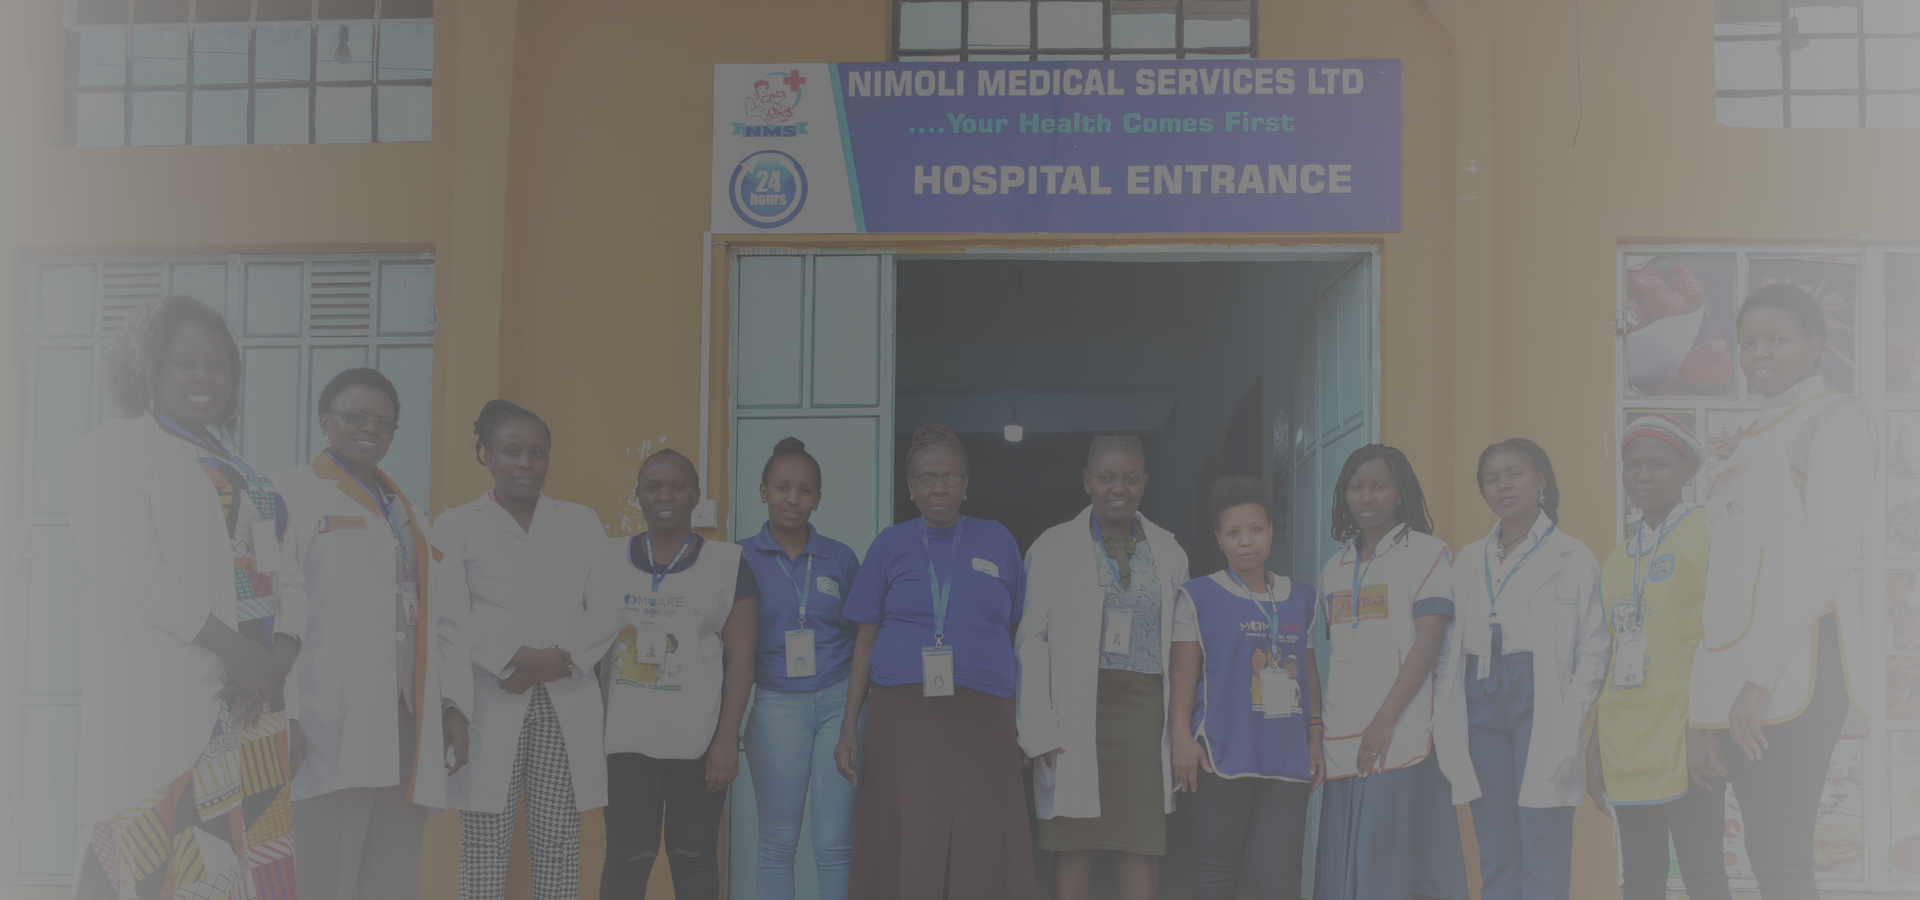 NIMOLI MEDICAL SERVICES LTD
....Your Health Comes First
HOSPITAL ENTRANCE
NMS
24
hours